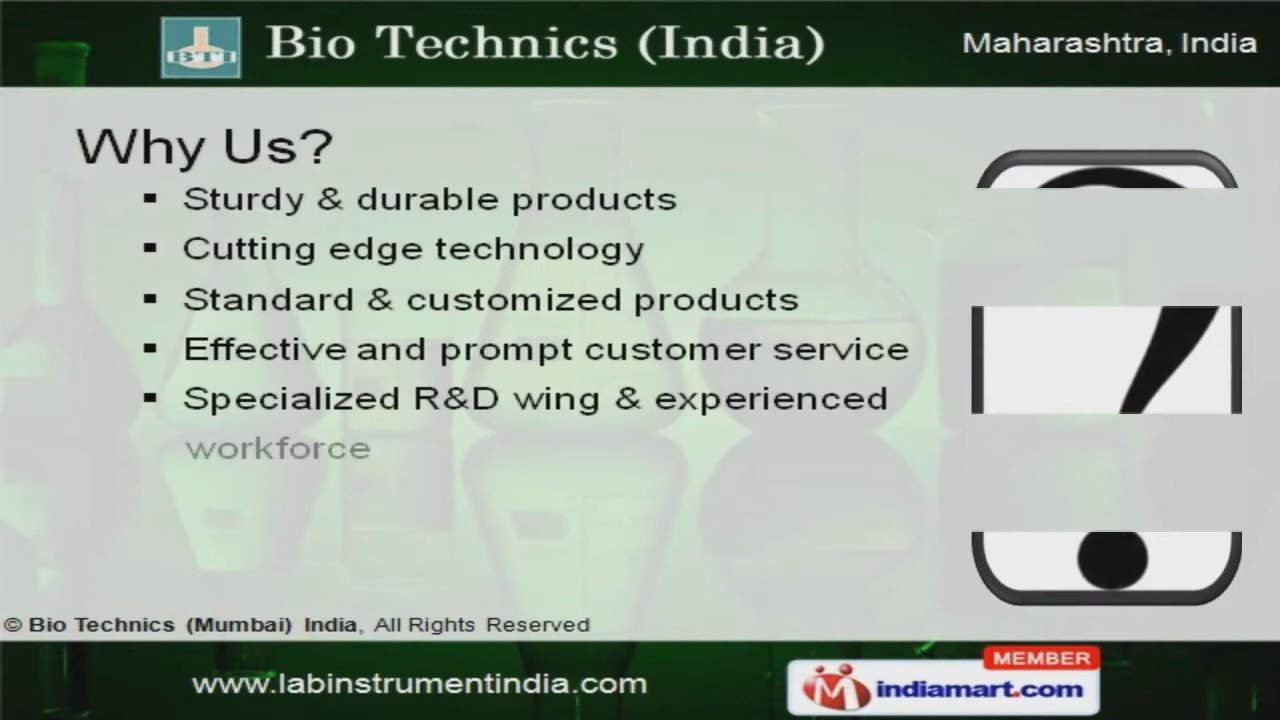 BTI
Bio Technics (India)
Maharashtra, India
Why Us?
▪ Sturdy & durable products
▪ Cutting edge technology
▪ Standard & customized products
▪ Effective and prompt customer service
▪ Specialized R&D wing & experienced
workforce
© Bio Technics (Mumbai) India, All Rights Reserved
www.labinstrumentindia.com
MEMBER
indiamart.com